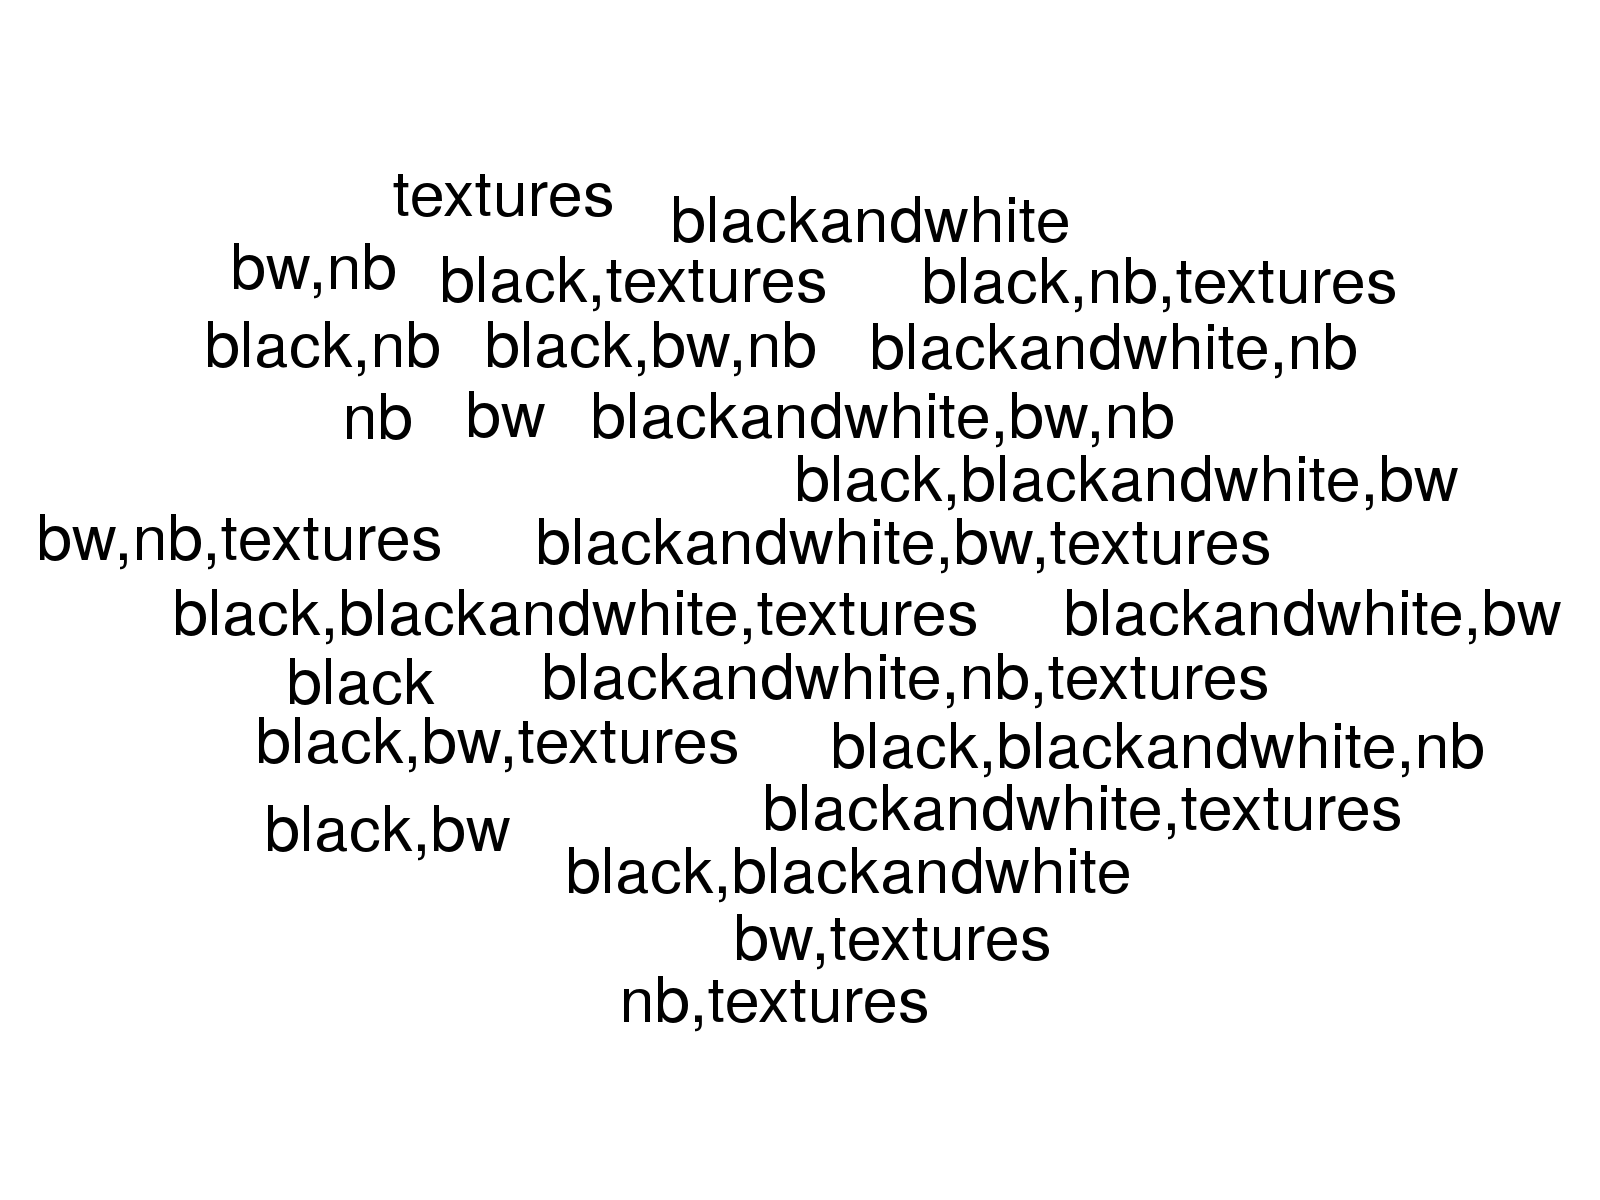 textures
blackandwhite
bw,nb
black,textures
black,nb,textures
black,nb
black,bw,nb
blackandwhite,nb
nb
bw
blackandwhite,bw,nb
black,blackandwhite,bw
bw,nb,textures
blackandwhite,bw,textures
black,blackandwhite,textures
blackandwhite,bw
black
blackandwhite,nb,textures
black,bw,textures
black,blackandwhite,nb
blackandwhite,textures
black,bw
black,blackandwhite
bw,textures
nb,textures